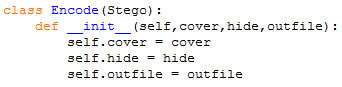 class Encode(Stego):
    def __init__(self,cover,hide,outfile):
        self.cover = cover
        self.hide = hide
        self.outfile = outfile